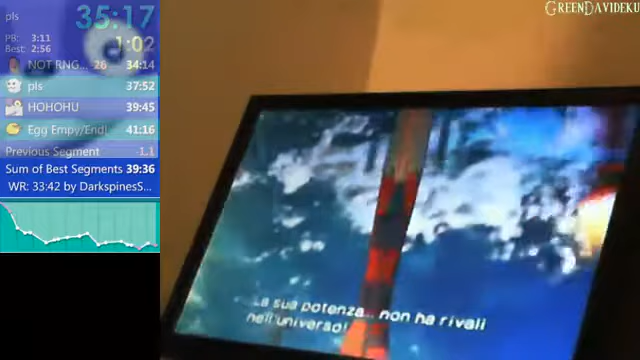 GREENDAVIDEKU
pls
35:17
PB: 3:11
Best: 2:56
1:02
NOT RNG... 26 34:14
pls 37:52
HOHOHU 39:45
Egg Empy/Endl 41:16
Previous Segment -1.1
Sum of Best Segments 39:36
WR: 33:42 by DarkspinesS...
La sua potenza... non ha rivali
nell'universo!